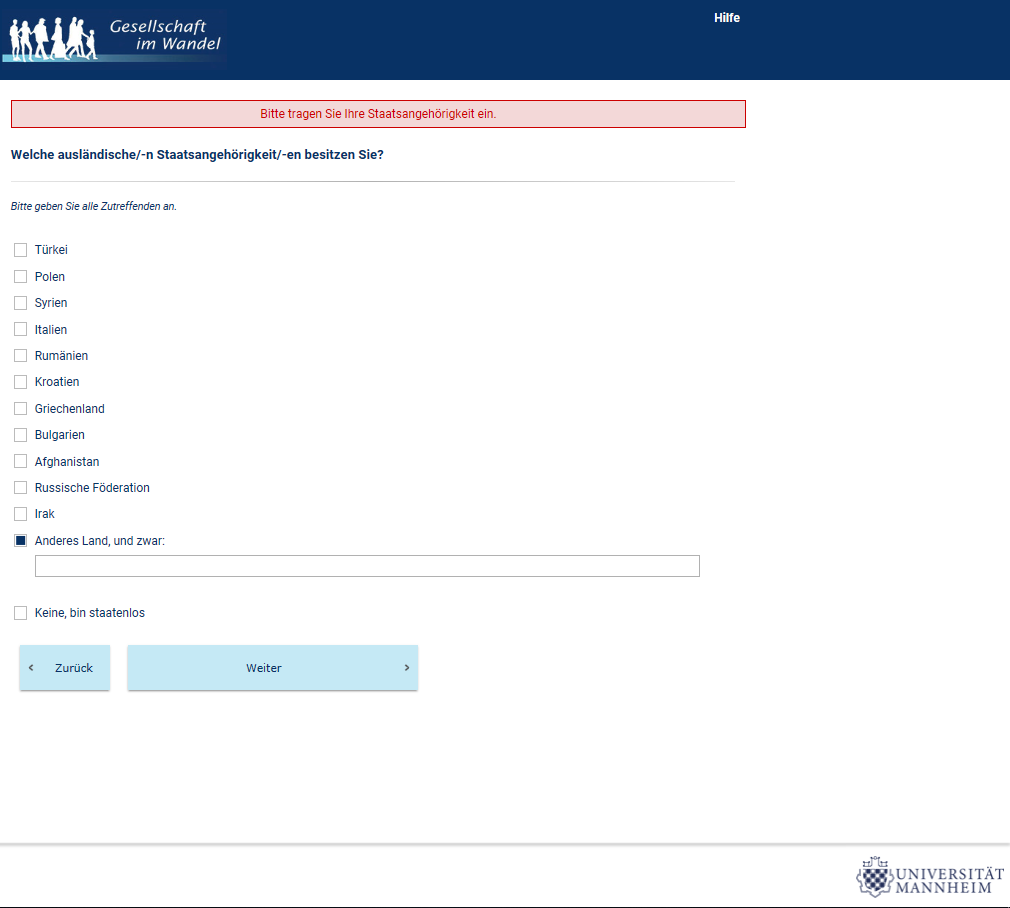 Gesellschaft
im Wandel
Hilfe
Bitte tragen Sie Ihre Staatsangehörigkeit ein.
Welche ausländische/-n Staatsangehörigkeit/-en besitzen Sie?
Bitte geben Sie alle Zutreffenden an.
Türkei
Polen
Syrien
Italien
Rumänien
Kroatien
Griechenland
Bulgarien
Afghanistan
Russische Föderation
Irak
Anderes Land, und zwar:
Keine, bin staatenlos
Zurück
Weiter
UNIVERSITÄT
MANNHEIM